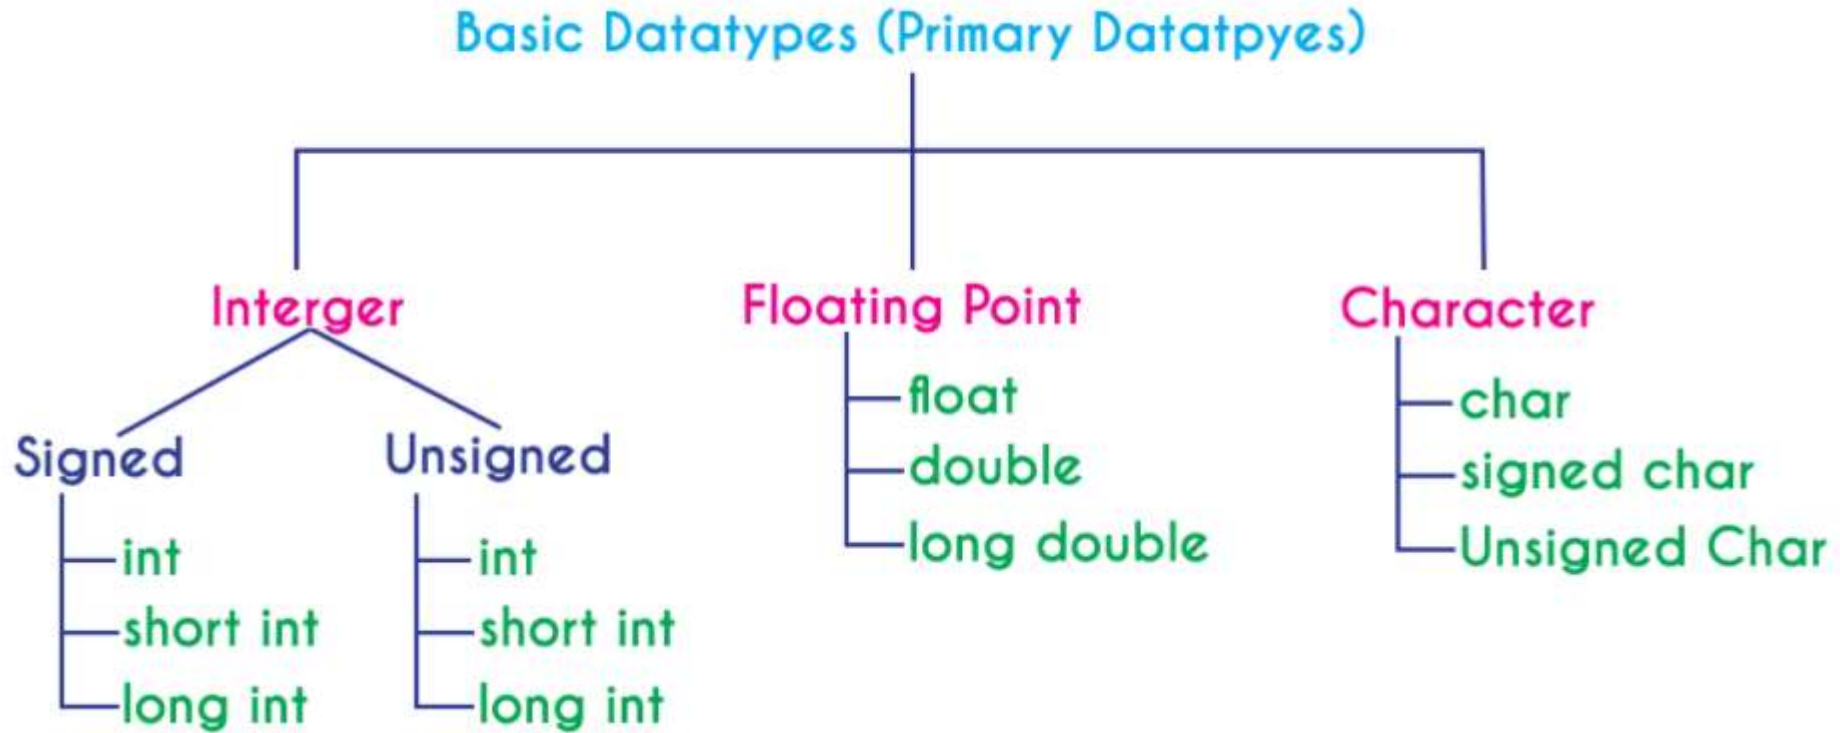 Basic Datatypes (Primary Datatpyes)
Interger
Floating Point
Character
Signed
Unsigned
int
short int
long int
int
short int
long int
float
double
long double
char
signed char
Unsigned Char